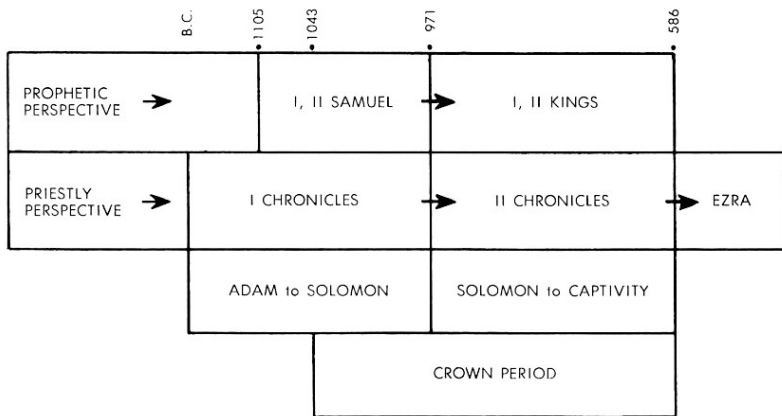 B.C.
1105
1043
971
586
PROPHETIC
PERSPECTIVE
I, II SAMUEL
I, II KINGS
PRIESTLY
PERSPECTIVE
I CHRONICLES
II CHRONICLES
EZRA
ADAM to SOLOMON
SOLOMON to CAPTIVITY
CROWN PERIOD